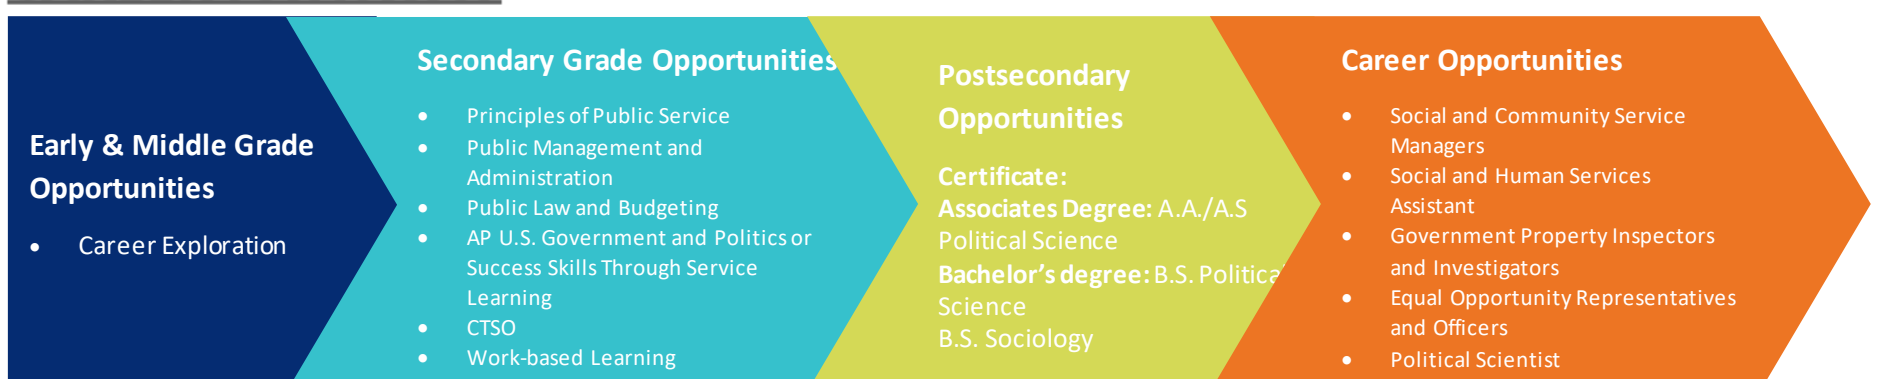 Early & Middle Grade
Opportunities
• Career Exploration
Secondary Grade Opportunities
• Principles of Public Service
• Public Management and
Administration
• Public Law and Budgeting
• AP U.S. Government and Politics or
Success Skills Through Service
Learning
• CTSO
• Work-based Learning
Postsecondary
Opportunities
Certificate:
Associates Degree: A.A./A.S
Political Science
Bachelor's degree: B.S. Political
Science
B.S. Sociology
Career Opportunities
• Social and Community Service
Managers
• Social and Human Services
Assistant
• Government Property Inspectors
and Investigators
• Equal Opportunity Representatives
and Officers
• Political Scientist